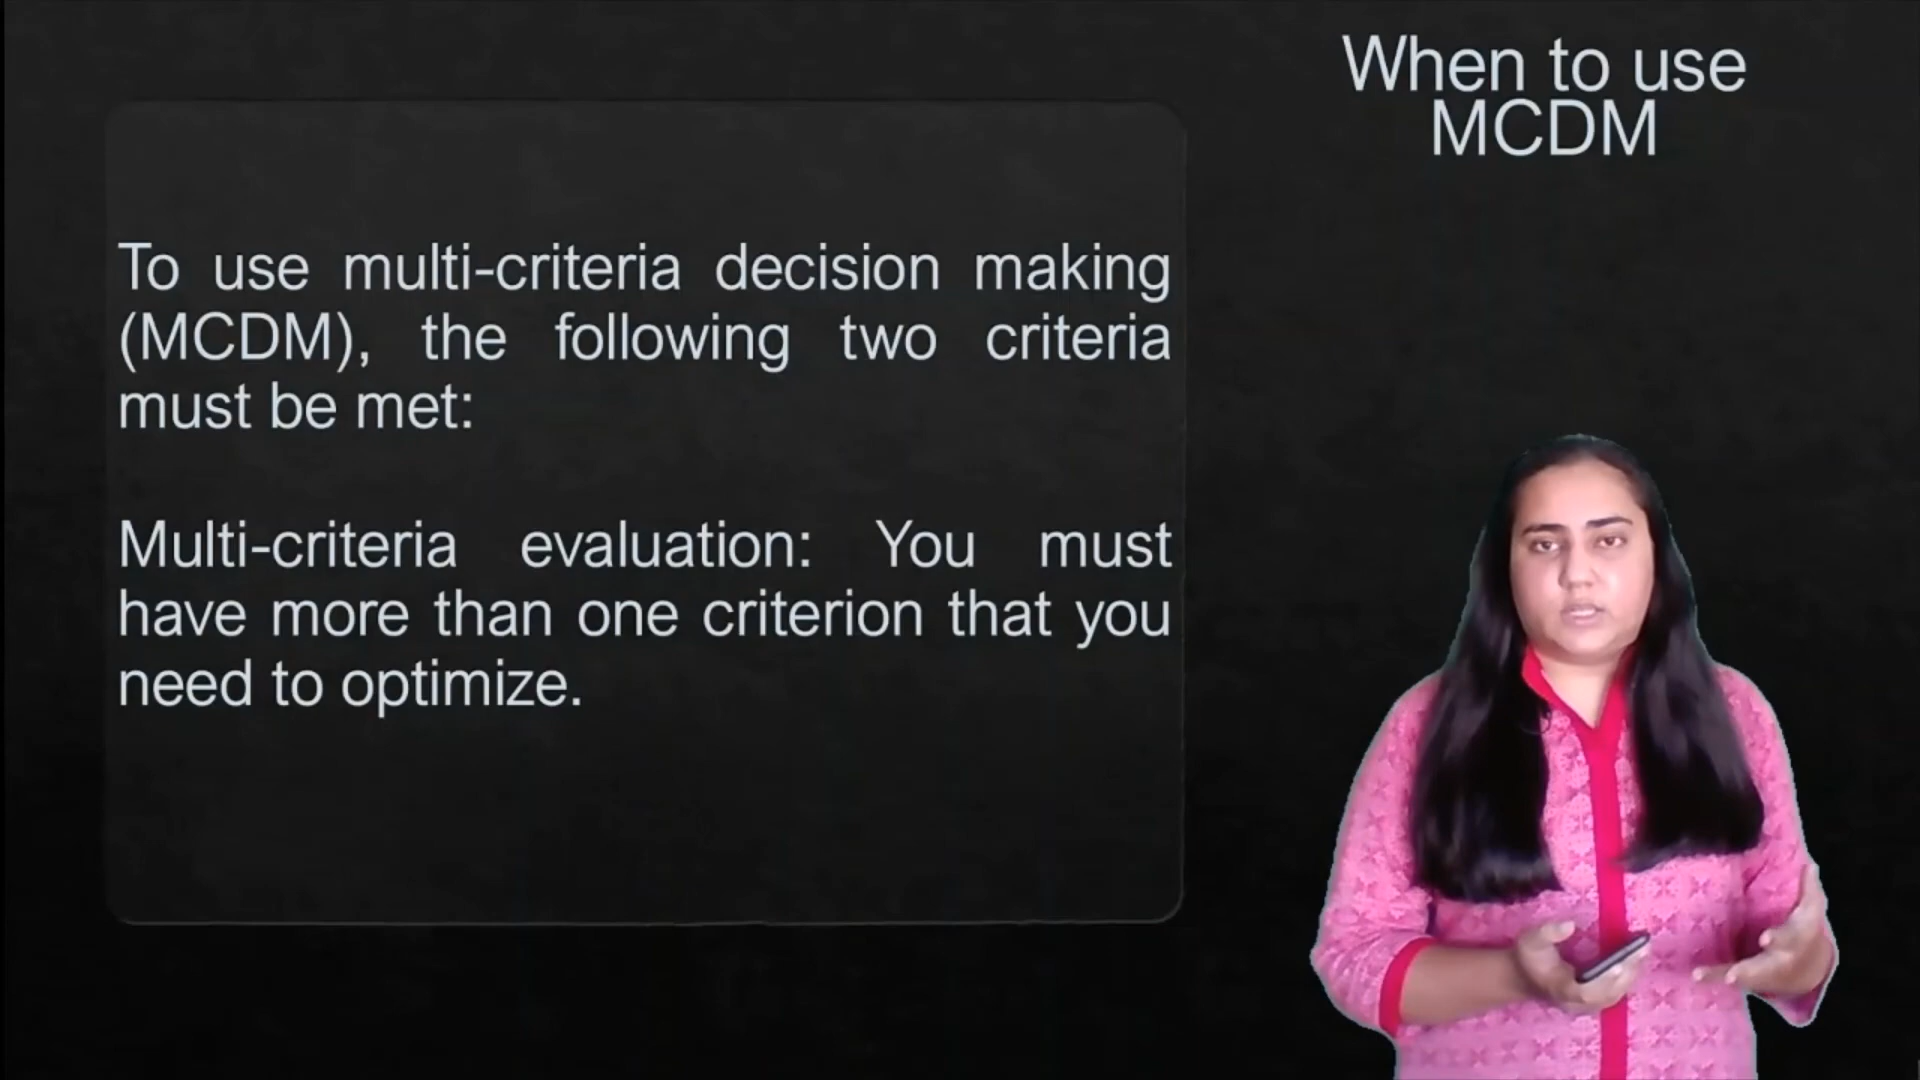 When to use
MCDM
To use multi-criteria decision making
(MCDM), the following two criteria
must be met:
Multi-criteria evaluation: You must
have more than one criterion that you
need to optimize.